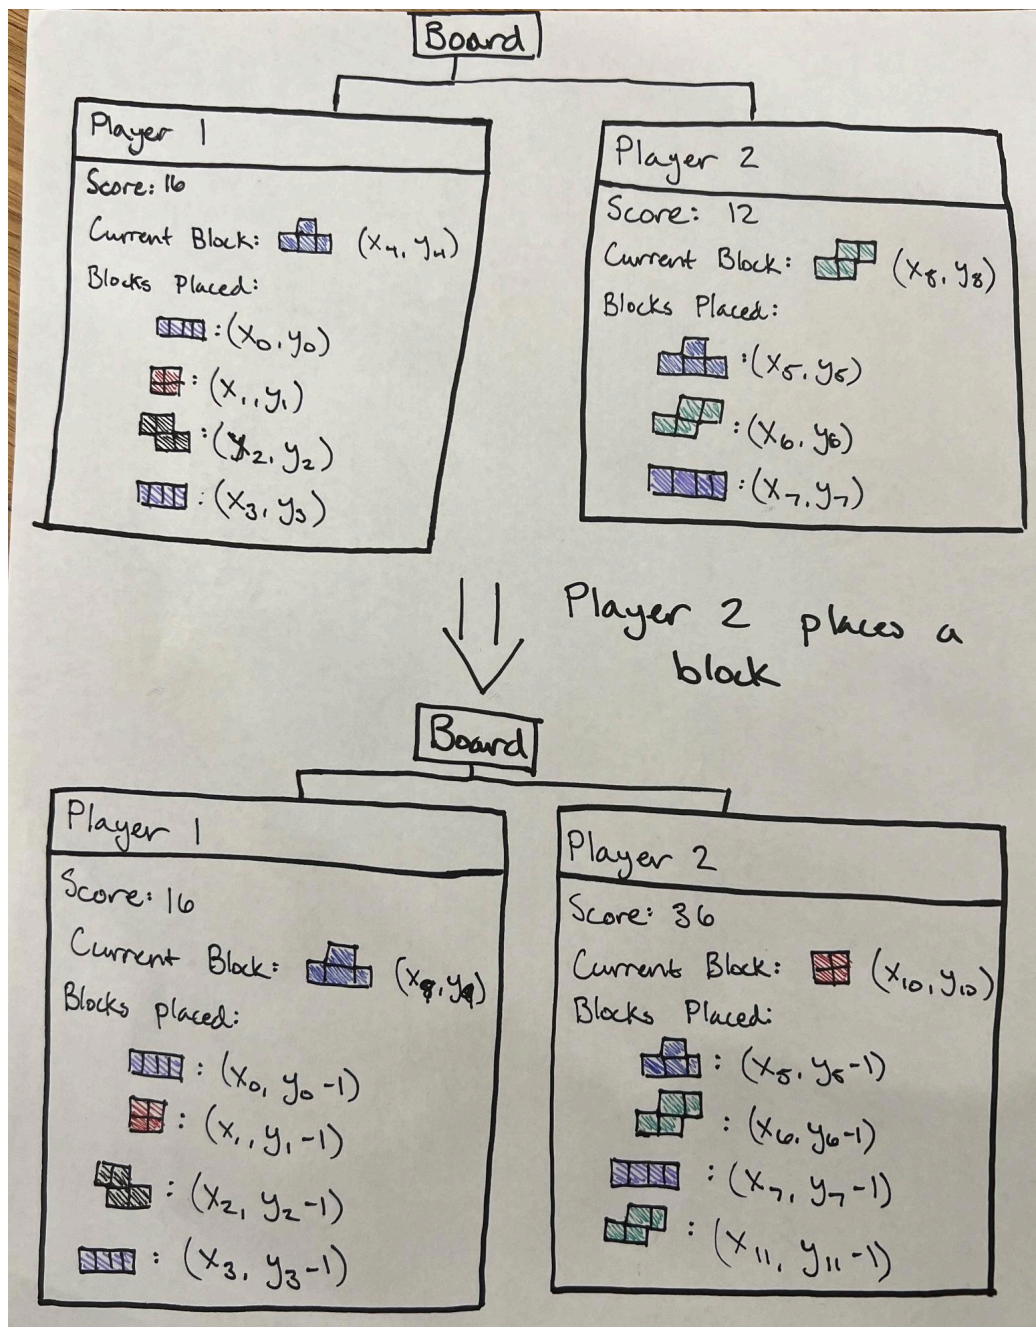 Board
Player 1
Score: 16
Current Block: (x₄, y₄)
Blocks Placed:
: (x₀, y₀)
: (x₁, y₁)
: (x₂, y₂)
: (x₃, y₃)
Player 2
Score: 12
Current Block: (x₈, y₈)
Blocks Placed:
: (x₅, y₅)
: (x₆, y₆)
: (x₇, y₇)
Player 2 places a
block
Board
Player 1
Score: 16
Current Block: (x₉, y₉)
Blocks placed:
: (x₀, y₀-1)
: (x₁, y₁-1)
: (x₂, y₂-1)
: (x₃, y₃-1)
Player 2
Score: 36
Current Block: (x₁₀, y₁₀)
Blocks Placed:
: (x₅, y₅-1)
: (x₆, y₆-1)
: (x₇, y₇-1)
: (x₁₁, y₁₁-1)